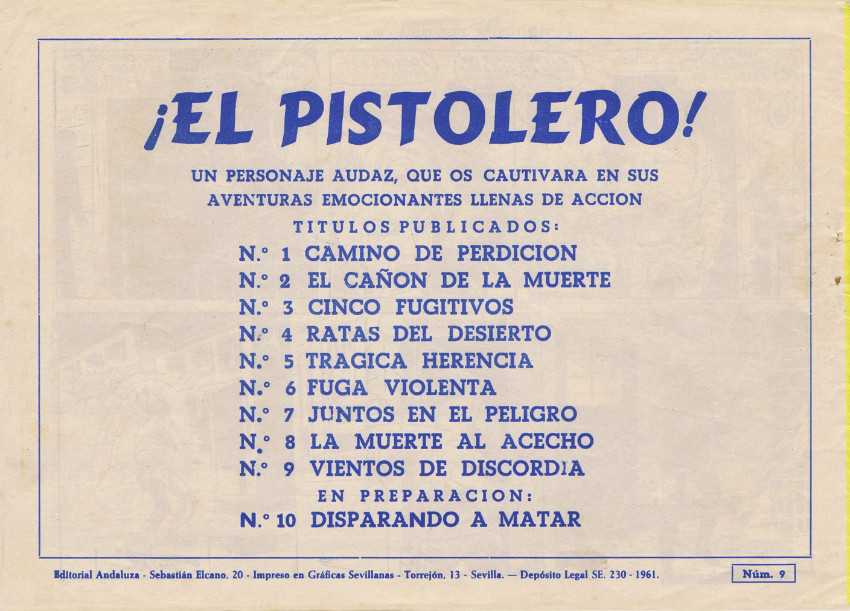 ¡EL PISTOLERO!
UN PERSONAJE AUDAZ, QUE OS CAUTIVARA EN SUS
AVENTURAS EMOCIONANTES LLENAS DE ACCION
TITULOS PUBLICADOS:
N.º 1 CAMINO DE PERDICION
N.º 2 EL CAÑON DE LA MUERTE
N.º 3 CINCO FUGITIVOS
N.º 4 RATAS DEL DESIERTO
N.º 5 TRAGICA HERENCIA
N.º 6 FUGA VIOLENTA
N.º 7 JUNTOS EN EL PELIGRO
N.º 8 LA MUERTE AL ACECHO
N.º 9 VIENTOS DE DISCORDIA
EN PREPARACION:
N.º 10 DISPARANDO A MATAR
Editorial Andaluza - Sebastián Elcano, 20 - Impreso en Gráficas Sevillanas - Torrejón, 13 - Sevilla. — Depósito Legal SE. 230 - 1961.
Núm. 9